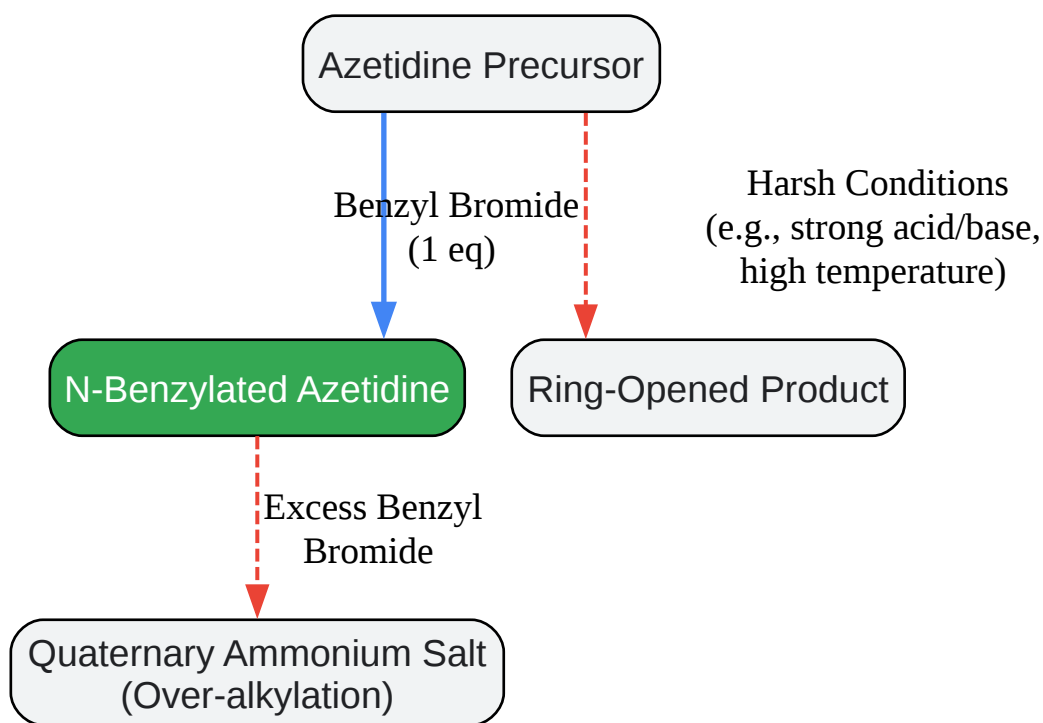 Azetidine Precursor
Benzyl Bromide
(1 eq)
Harsh Conditions
(e.g., strong acid/base,
high temperature)
N-Benzylated Azetidine
Ring-Opened Product
Excess Benzyl
Bromide
Quaternary Ammonium Salt
(Over-alkylation)